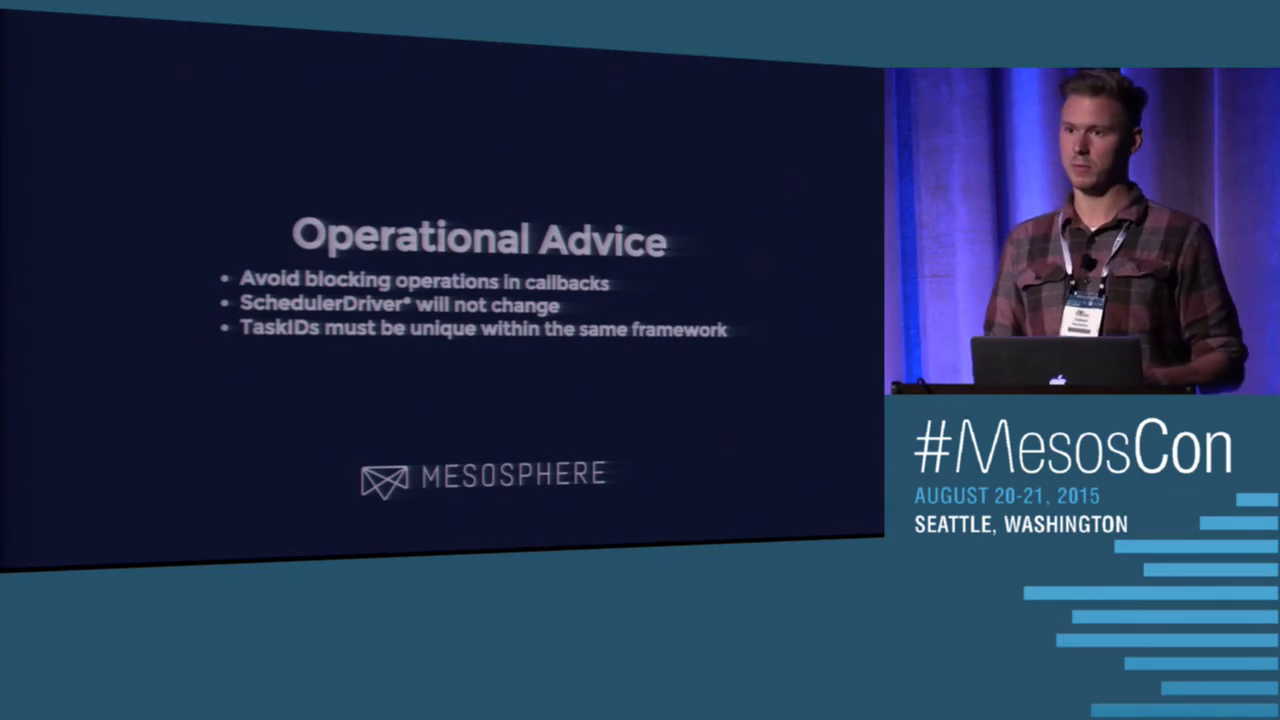 Operational Advice
• Avoid blocking operations in callbacks
• SchedulerDriver* will not change
• TaskIDs must be unique within the same framework
MESOSPHERE
#MesosCon
AUGUST 20-21, 2015
SEATTLE, WASHINGTON